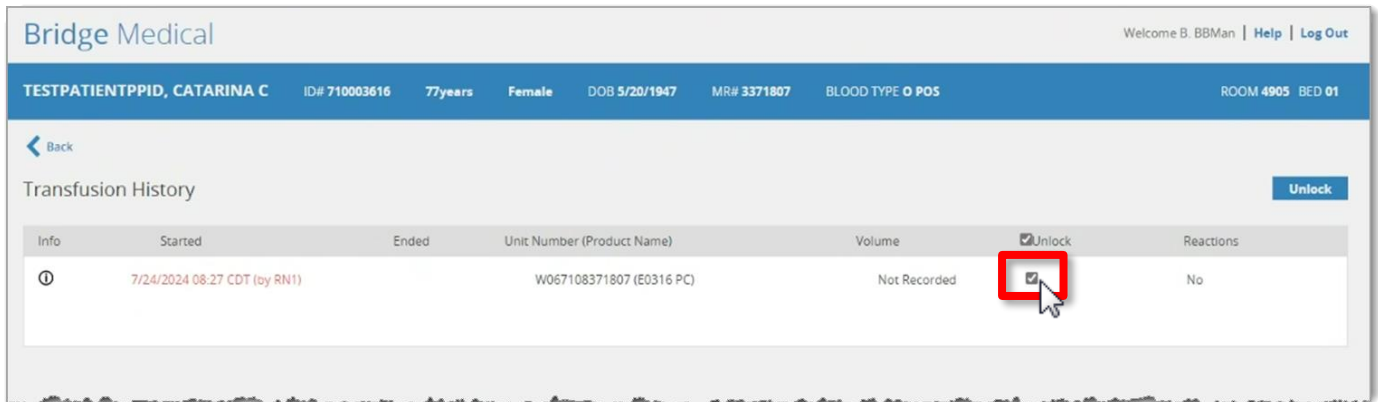 Bridge Medical
Welcome B. BBMan | Help | Log Out
TESTPATIENTPPID, CATARINA C ID# 710003616 77years Female DOB 5/20/1947 MR# 3371807 BLOOD TYPE O POS ROOM 4905 BED 01
Back
Transfusion History
Unlock
Info Started Ended Unit Number (Product Name) Volume Unlock Reactions
7/24/2024 08:27 CDT (by RN1) W067108371807 (E0316 PC) Not Recorded No